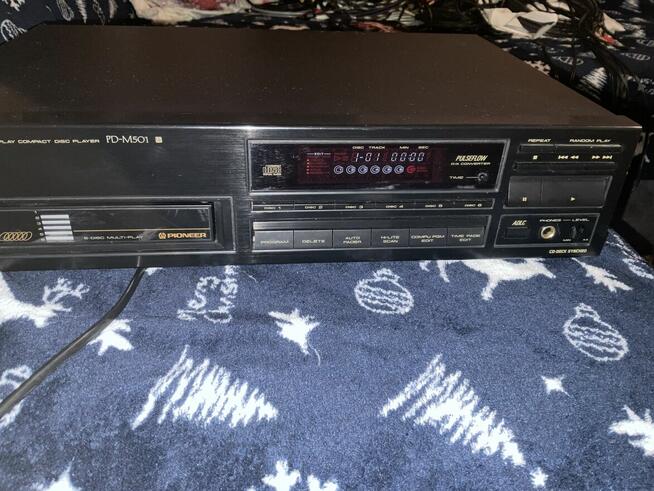 PLAY COMPACT DISC PLAYER PD-M501
EDIT DISC TRACK MIN SEC
1-01 00:00
PULSEFLOW
D/A CONVERTER
TIME
REPEAT RANDOM PLAY
DISC 1 DISC 2 DISC 3 DISC 4 DISC 5 DISC 6
6-DISC MULTI-PLAY PIONEER
PROGRAM DELETE AUTO FADER HI-LITE SCAN COMPU PGM EDIT TIME FADE EDIT
ADLC PHONES LEVEL
MIN
CD-DECK SYNCHRO